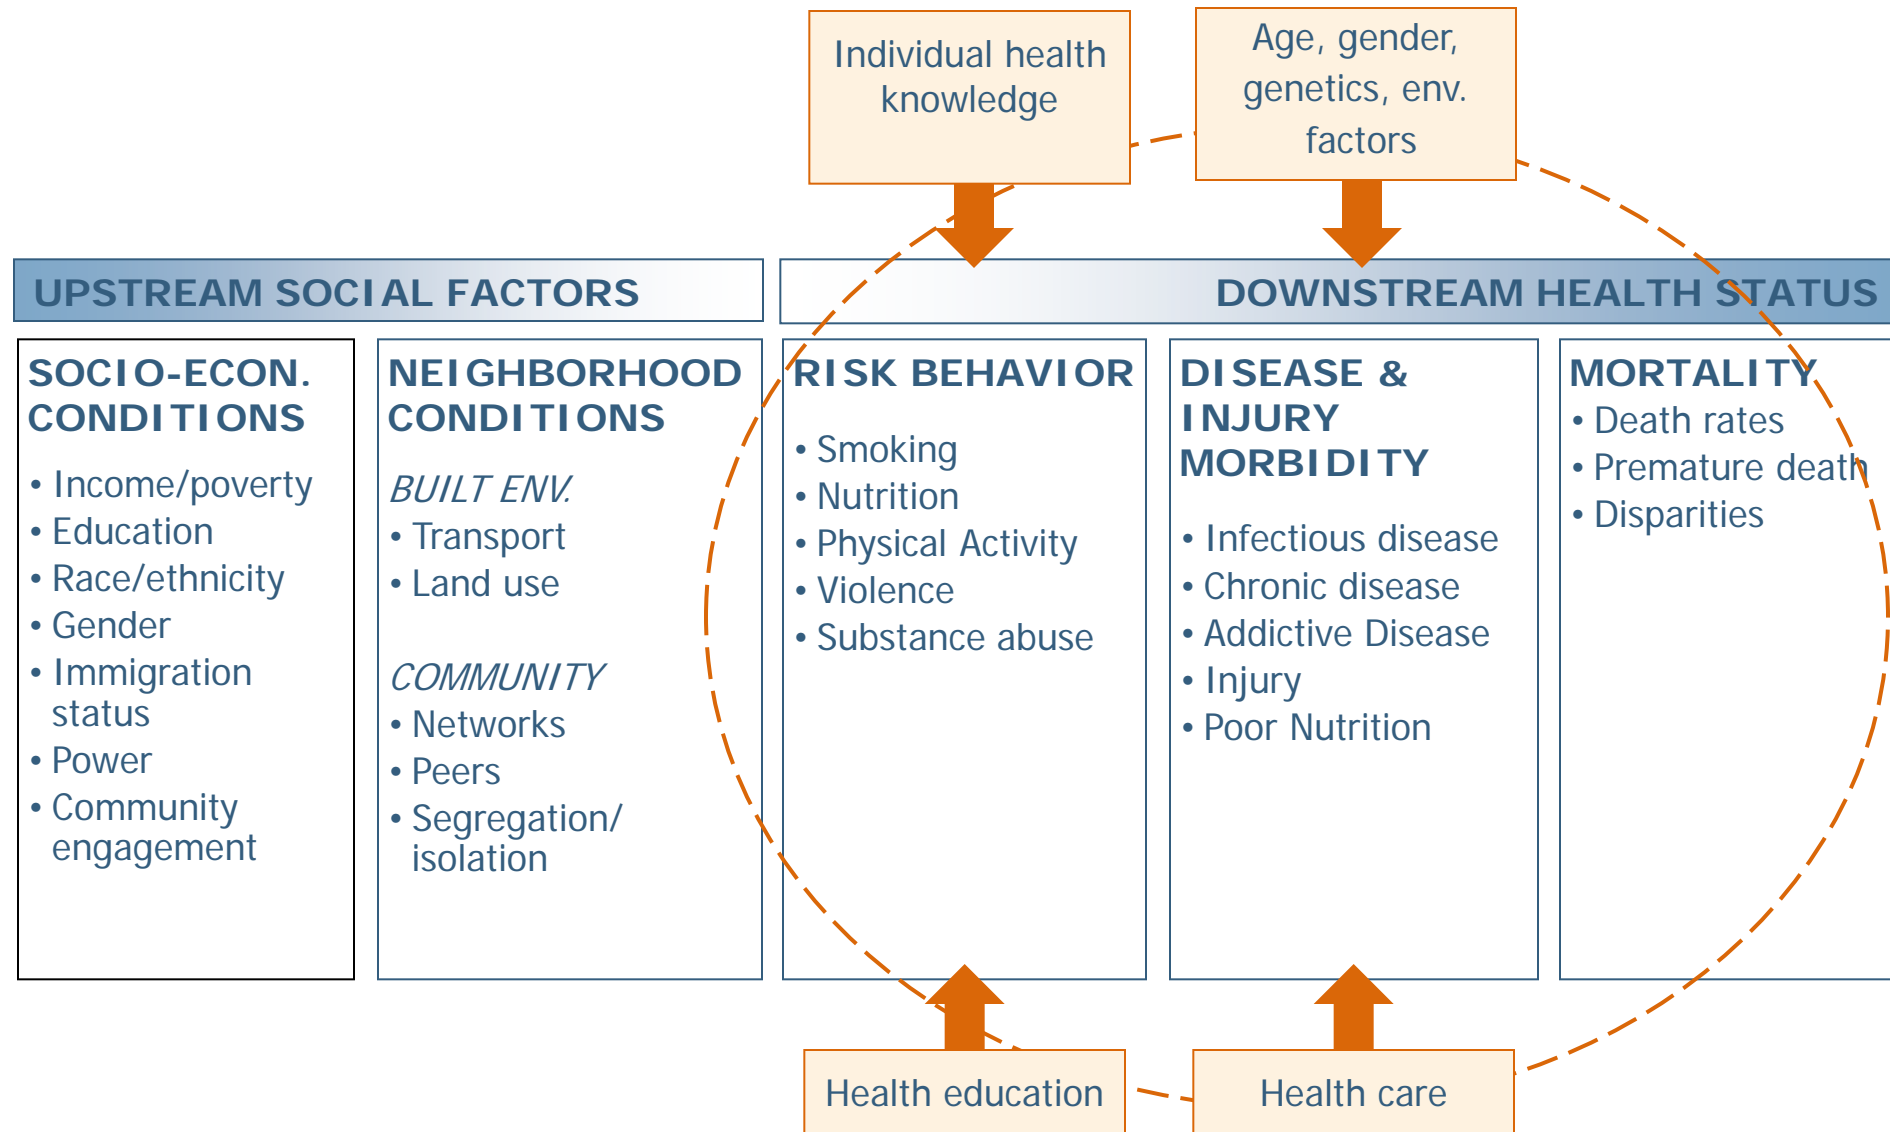 Individual health
knowledge
Age, gender,
genetics, env.
factors
UPSTREAM SOCIAL FACTORS
DOWNSTREAM HEALTH STATUS
SOCIO-ECON.
CONDITIONS
• Income/poverty
• Education
• Race/ethnicity
• Gender
• Immigration
status
• Power
• Community
engagement
NEIGHBORHOOD
CONDITIONS
BUILT ENV.
• Transport
• Land use
COMMUNITY
• Networks
• Peers
• Segregation/
isolation
RISK BEHAVIOR
• Smoking
• Nutrition
• Physical Activity
• Violence
• Substance abuse
DISEASE &
INJURY
MORBIDITY
• Infectious disease
• Chronic disease
• Addictive Disease
• Injury
• Poor Nutrition
MORTALITY
• Death rates
• Premature death
• Disparities
Health education
Health care